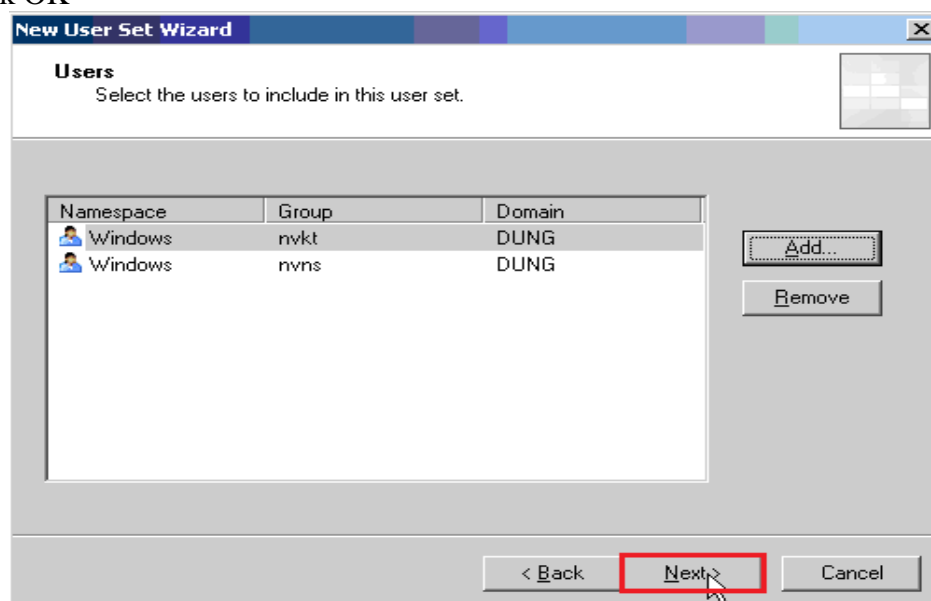 k OK
New User Set Wizard
Users
Select the users to include in this user set.
Namespace Group Domain
Windows nvkt DUNG
Windows nvns DUNG
Add...
Remove
< Back Next > Cancel